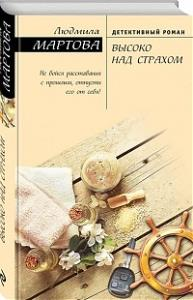 Людмила
МАРТОВА
ДЕТЕКТИВНЫЙ РОМАН
ВЫСОКО
НАД СТРАХОМ
Не бойся расставания
с прошлым, отпусти
его от себя!
Людмила МАРТОВА
ВЫСОКО НАД СТРАХОМ